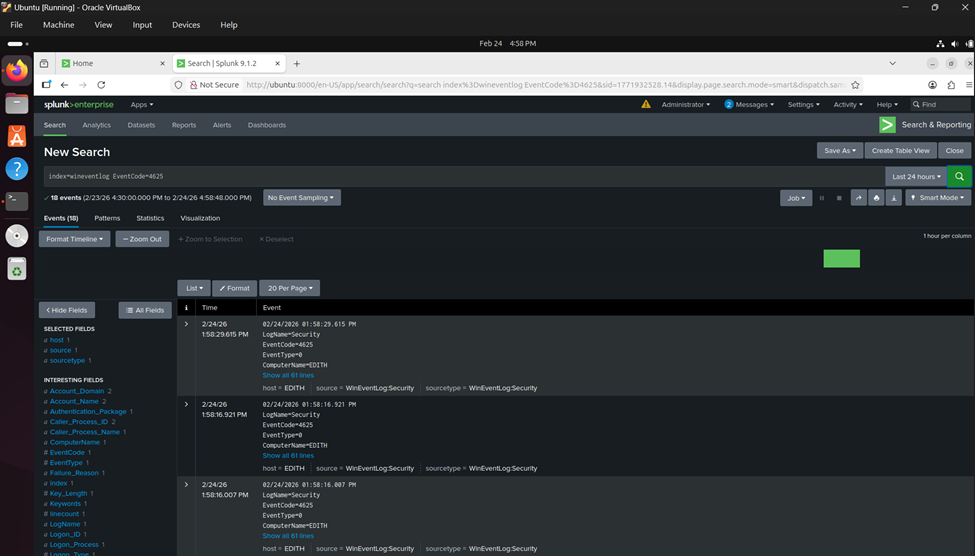 Ubuntu [Running] - Oracle VirtualBox
File Machine View Input Devices Help
Feb 24 4:58 PM
Home
Search | Splunk 9.1.2
Not Secure http://ubuntu:8000/en-US/app/search/search?q=search index%3Dwineventlog EventCode%3D4625&sid=1771932528.14&display.page.search.mode=smart&dispatch.sam
splunk>enterprise Apps Administrator 2 Messages Settings Activity Help Find
Search Analytics Datasets Reports Alerts Dashboards > Search & Reporting
New Search Save As Create Table View Close
index=wineventlog EventCode=4625 Last 24 hours
✓ 18 events (2/23/26 4:30:00.000 PM to 2/24/26 4:58:48.000 PM) No Event Sampling Job Smart Mode
Events (18) Patterns Statistics Visualization
Format Timeline − Zoom Out + Zoom to Selection × Deselect 1 hour per column
List Format 20 Per Page
< Hide Fields All Fields
SELECTED FIELDS
a host 1
a source 1
a sourcetype 1
INTERESTING FIELDS
a Account_Domain 2
a Account_Name 2
a Authentication_Package 1
a Caller_Process_ID 2
a Caller_Process_Name 1
a ComputerName 1
# EventCode 1
# EventType 1
a Failure_Reason 1
a index 1
# Key_Length 1
a Keywords 1
# linecount 1
a LogName 1
a Logon_ID 1
a Logon_Process 1
# Logon_Type 1
i Time Event
> 2/24/26
1:58:29.615 PM
02/24/2026 01:58:29.615 PM
LogName=Security
EventCode=4625
EventType=0
ComputerName=EDITH
Show all 61 lines
host = EDITH source = WinEventLog:Security sourcetype = WinEventLog:Security
> 2/24/26
1:58:16.921 PM
02/24/2026 01:58:16.921 PM
LogName=Security
EventCode=4625
EventType=0
ComputerName=EDITH
Show all 61 lines
host = EDITH source = WinEventLog:Security sourcetype = WinEventLog:Security
> 2/24/26
1:58:16.007 PM
02/24/2026 01:58:16.007 PM
LogName=Security
EventCode=4625
EventType=0
ComputerName=EDITH
Show all 61 lines
host = EDITH source = WinEventLog:Security sourcetype = WinEventLog:Security